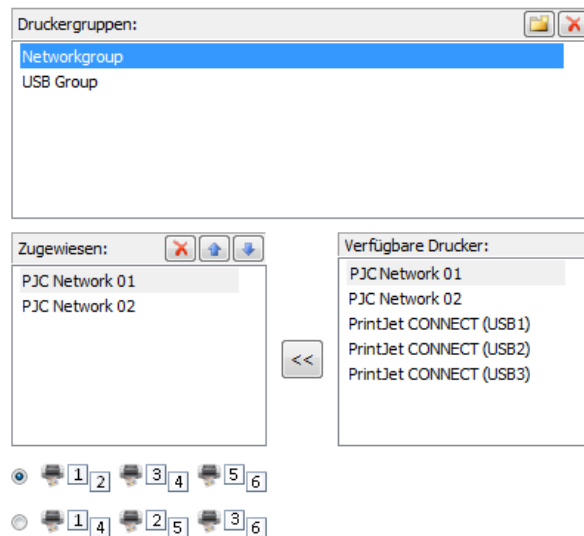 Druckergruppen:
Networkgroup
USB Group
Zugewiesen:
PJC Network 01
PJC Network 02
<<
Verfügbare Drucker:
PJC Network 01
PJC Network 02
PrintJet CONNECT (USB1)
PrintJet CONNECT (USB2)
PrintJet CONNECT (USB3)
1 2 3 4 5 6
1 4 2 5 3 6